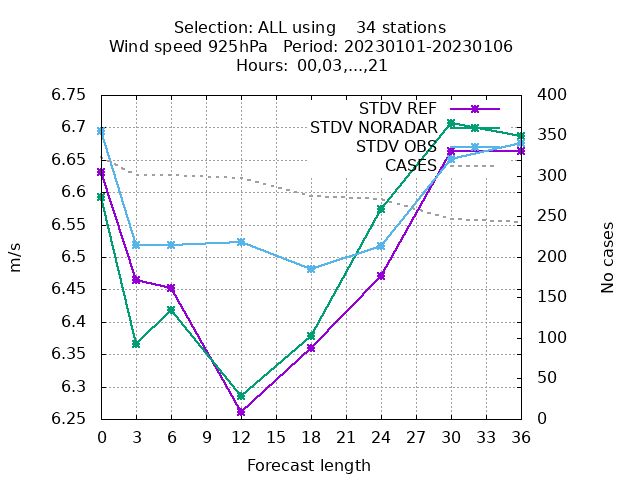 Selection: ALL using    34 stations
Wind speed 925hPa   Period: 20230101-20230106
Hours: 00,03,...,21
STDV REF
STDV NORADAR
STDV OBS
CASES
6.75
6.7
6.65
6.6
6.55
6.5
6.45
6.4
6.35
6.3
6.25
m/s
400
350
300
250
200
150
100
50
0
No cases
0 3 6 9 12 15 18 21 24 27 30 33 36
Forecast length